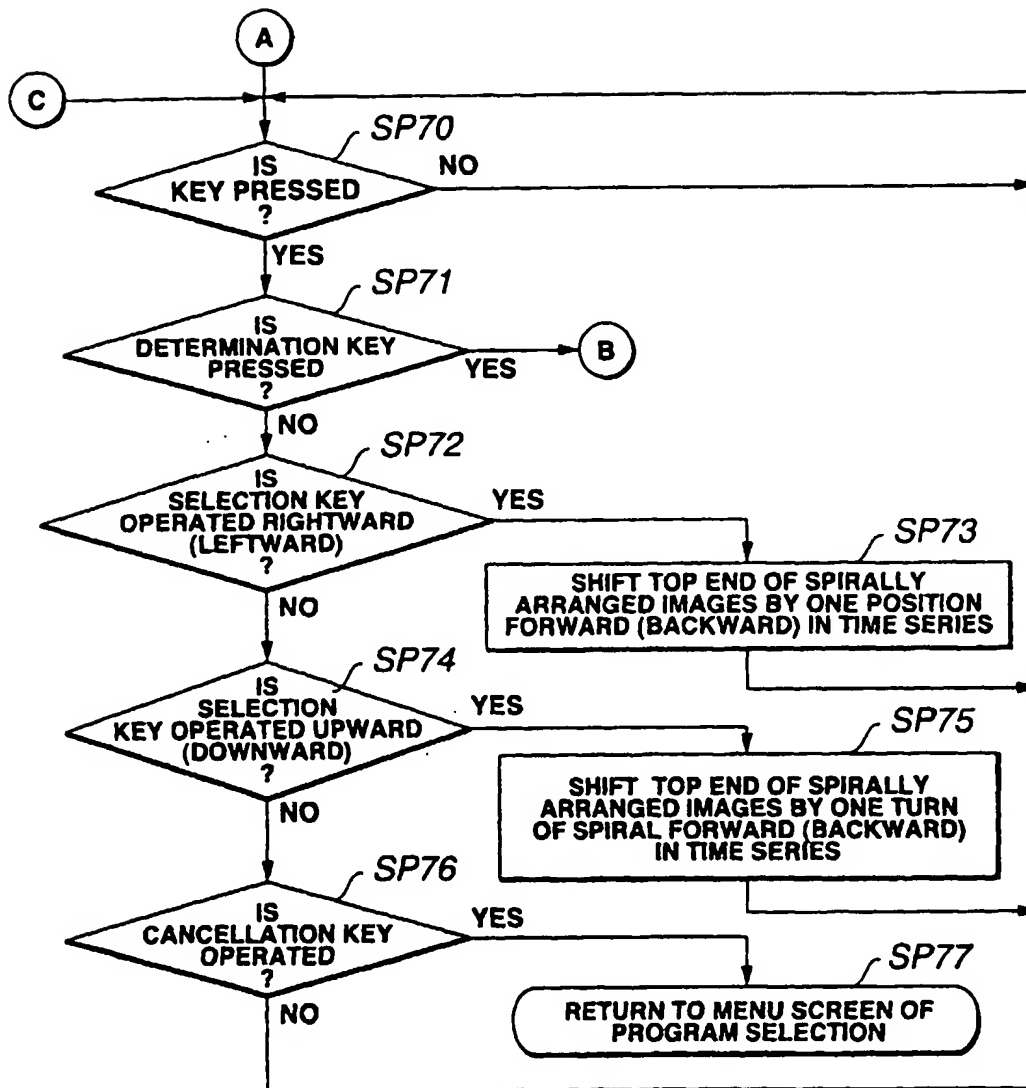 A
C
SP70
IS
KEY PRESSED
?
NO
YES
SP71
IS
DETERMINATION KEY
PRESSED
?
YES
B
NO
SP72
IS
SELECTION KEY
OPERATED RIGHTWARD
(LEFTWARD)
?
YES
SP73
SHIFT TOP END OF SPIRALLY
ARRANGED IMAGES BY ONE POSITION
FORWARD (BACKWARD) IN TIME SERIES
NO
SP74
IS
SELECTION
KEY OPERATED UPWARD
(DOWNWARD)
?
YES
SP75
SHIFT TOP END OF SPIRALLY
ARRANGED IMAGES BY ONE TURN
OF SPIRAL FORWARD (BACKWARD)
IN TIME SERIES
NO
SP76
IS
CANCELLATION KEY
OPERATED
?
YES
SP77
RETURN TO MENU SCREEN OF
PROGRAM SELECTION
NO